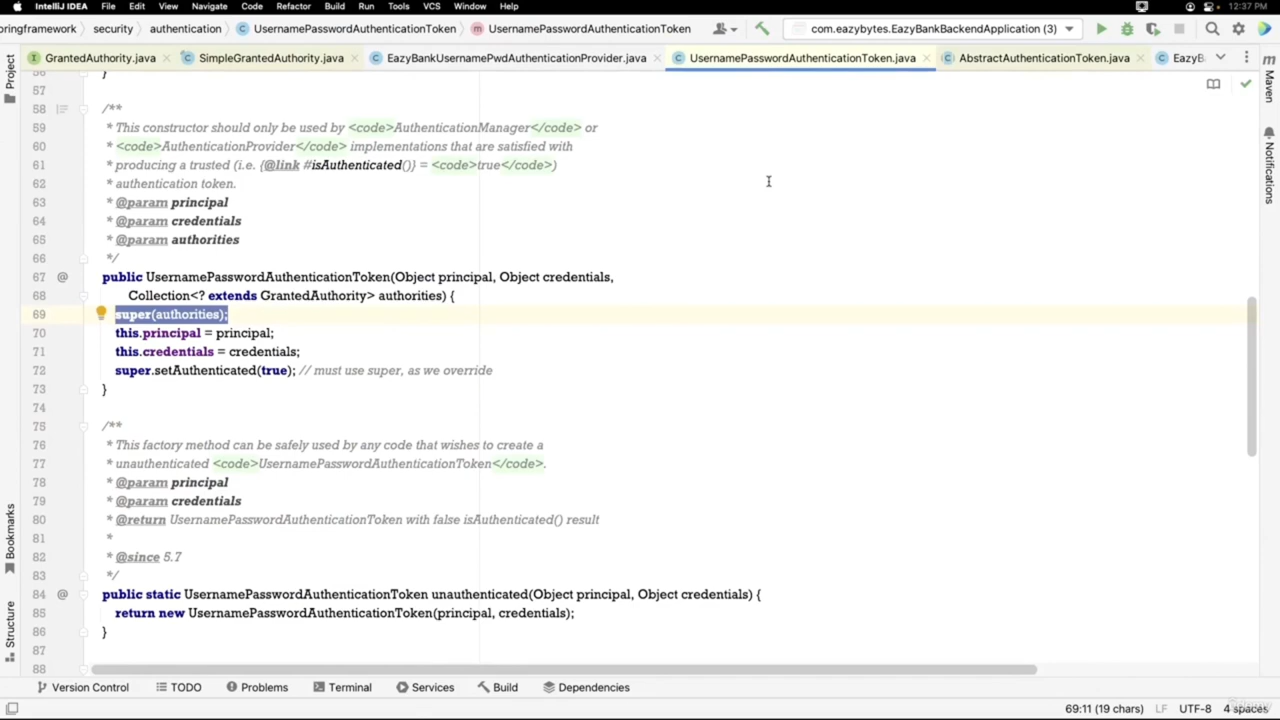 IntelliJ IDEA File Edit View Navigate Code Refactor Build Run Tools VCS Window Help 12:37 PM
ringframework security authentication UsernamePasswordAuthenticationToken UsernamePasswordAuthenticationToken com.eazybytes.EazyBankBackendApplication (3)
GrantedAuthority.java SimpleGrantedAuthority.java EazyBankUsernamePwdAuthenticationProvider.java UsernamePasswordAuthenticationToken.java AbstractAuthenticationToken.java EazyB
Project
Maven
Notifications
Bookmarks
Structure
56 }
57
58 /**
59 * This constructor should only be used by <code>AuthenticationManager</code> or
60 * <code>AuthenticationProvider</code> implementations that are satisfied with
61 * producing a trusted (i.e. {@link #isAuthenticated()} = <code>true</code>)
62 * authentication token.
63 * @param principal
64 * @param credentials
65 * @param authorities
66 */
67 @ public UsernamePasswordAuthenticationToken(Object principal, Object credentials,
68 Collection<? extends GrantedAuthority> authorities) {
69 super(authorities);
70 this.principal = principal;
71 this.credentials = credentials;
72 super.setAuthenticated(true); // must use super, as we override
73 }
74
75 /**
76 * This factory method can be safely used by any code that wishes to create a
77 * unauthenticated <code>UsernamePasswordAuthenticationToken</code>.
78 * @param principal
79 * @param credentials
80 * @return UsernamePasswordAuthenticationToken with false isAuthenticated() result
81 *
82 * @since 5.7
83 */
84 @ public static UsernamePasswordAuthenticationToken unauthenticated(Object principal, Object credentials) {
85 return new UsernamePasswordAuthenticationToken(principal, credentials);
86 }
87
88
Version Control TODO Problems Terminal Services Build Dependencies
69:11 (19 chars) LF UTF-8 4 spaces